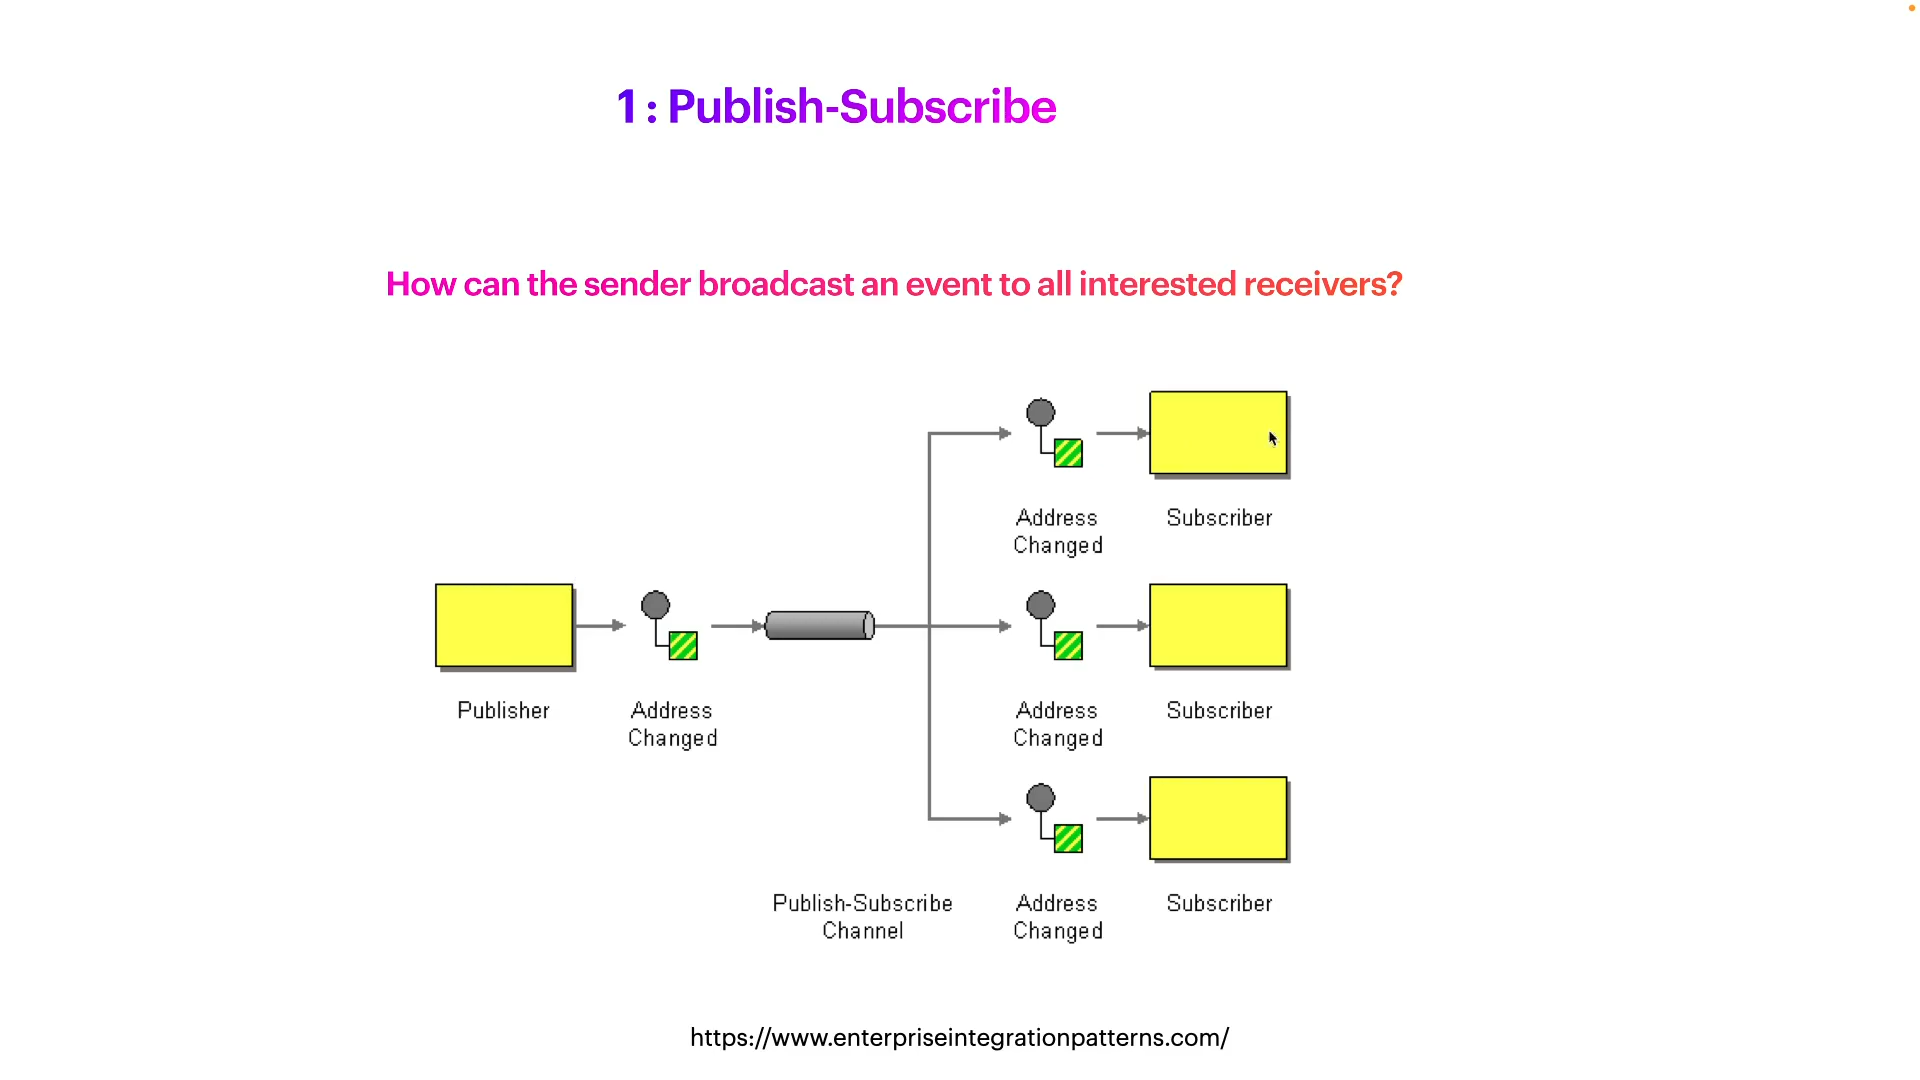 1 : Publish-Subscribe
How can the sender broadcast an event to all interested receivers?
Address
Changed
Subscriber
Publisher
Address
Changed
Address
Changed
Subscriber
Publish-Subscribe
Channel
Address
Changed
Subscriber
https://www.enterpriseintegrationpatterns.com/